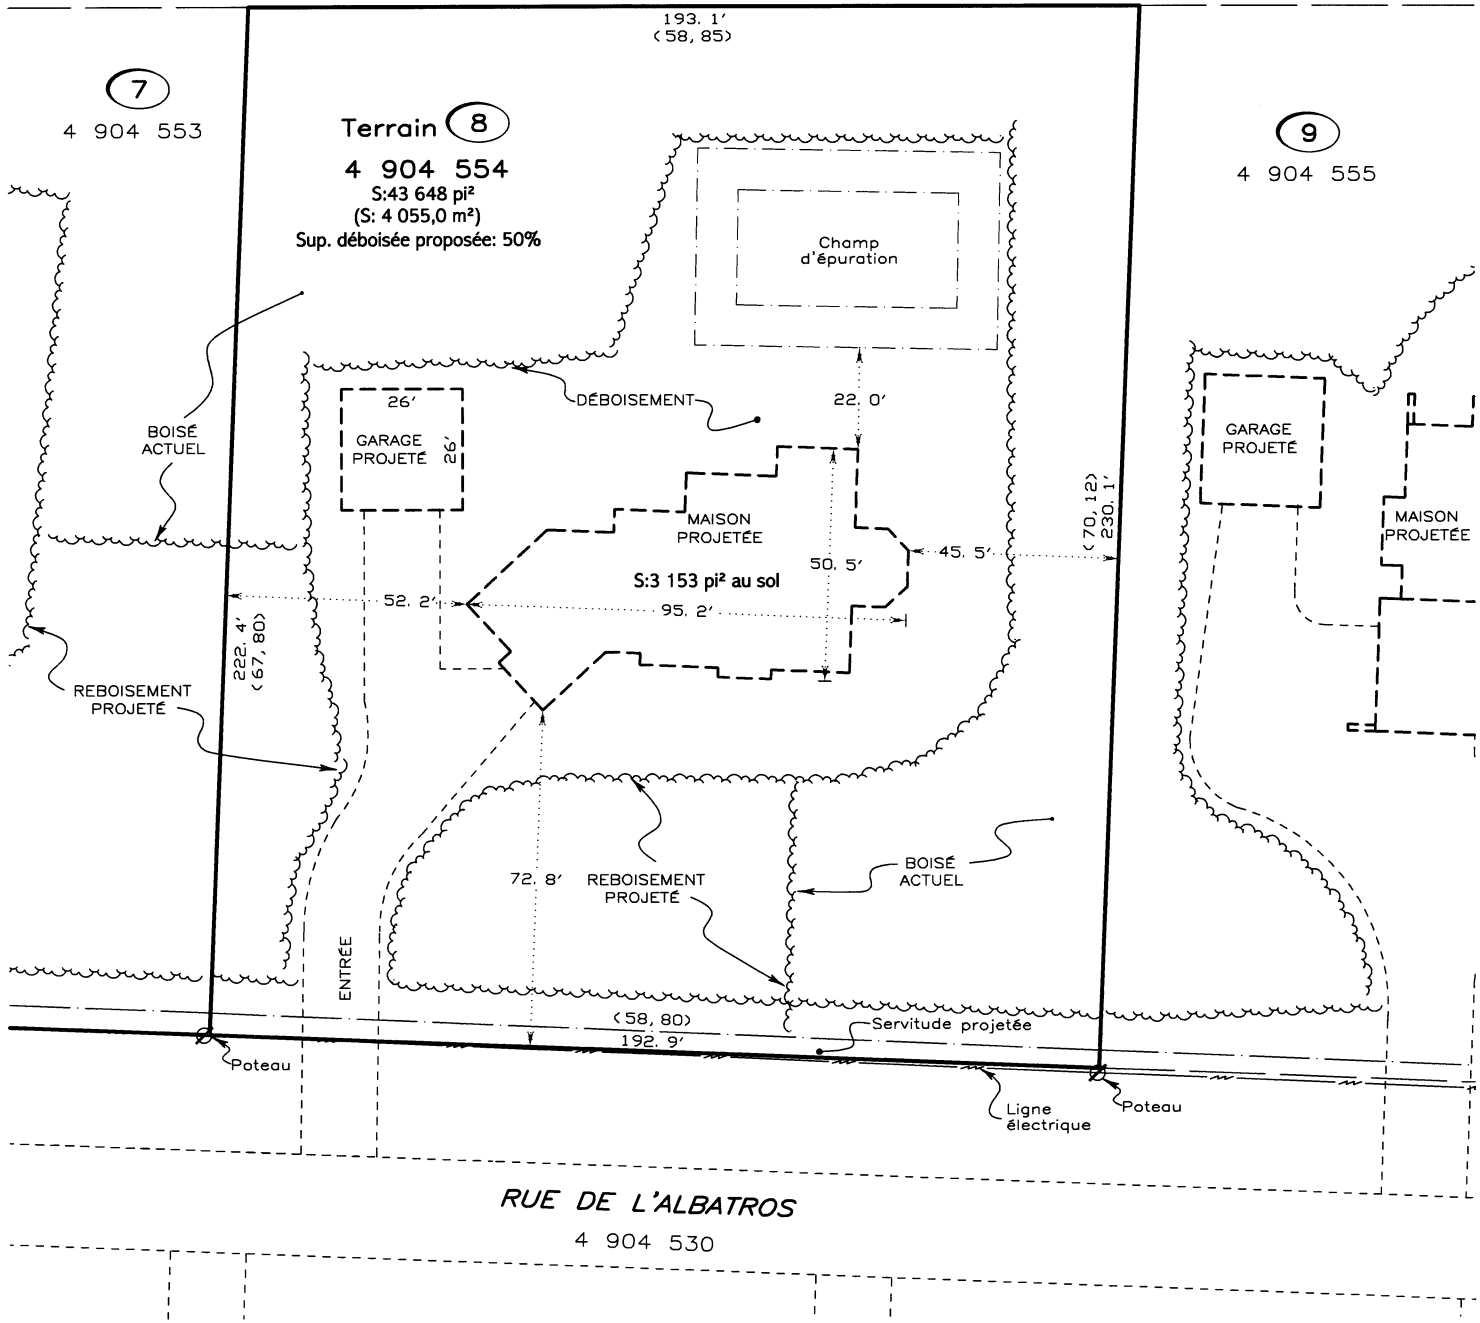 193. 1'
(58, 85)
7
4 904 553
Terrain 8
4 904 554
S:43 648 pi²
(S: 4 055,0 m²)
Sup. déboisée proposée: 50%
9
4 904 555
Champ
d'épuration
BOISÉ
ACTUEL
26'
GARAGE
PROJETÉ
26'
DÉBOISEMENT
22. 0'
GARAGE
PROJETÉ
MAISON
PROJETÉE
S:3 153 pi² au sol
50. 5'
45. 5'
(70, 12)
230. 1'
MAISON
PROJETÉE
52. 2'
95. 2'
222. 4'
(67, 80)
REBOISEMENT
PROJETÉ
72. 8'
REBOISEMENT
PROJETÉ
BOISÉ
ACTUEL
ENTRÉE
(58, 80)
192. 9'
Servitude projetée
Poteau
Ligne
électrique
Poteau
RUE DE L'ALBATROS
4 904 530